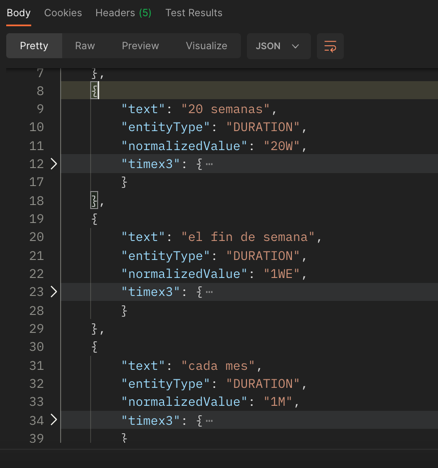 Body Cookies Headers (5) Test Results
Pretty Raw Preview Visualize JSON
7 },
8 {
9 "text": "20 semanas",
10 "entityType": "DURATION",
11 "normalizedValue": "20W",
12 "timex3": {⋯
17 }
18 },
19 {
20 "text": "el fin de semana",
21 "entityType": "DURATION",
22 "normalizedValue": "1WE",
23 "timex3": {⋯
28 }
29 },
30 {
31 "text": "cada mes",
32 "entityType": "DURATION",
33 "normalizedValue": "1M",
34 "timex3": {⋯
39 }